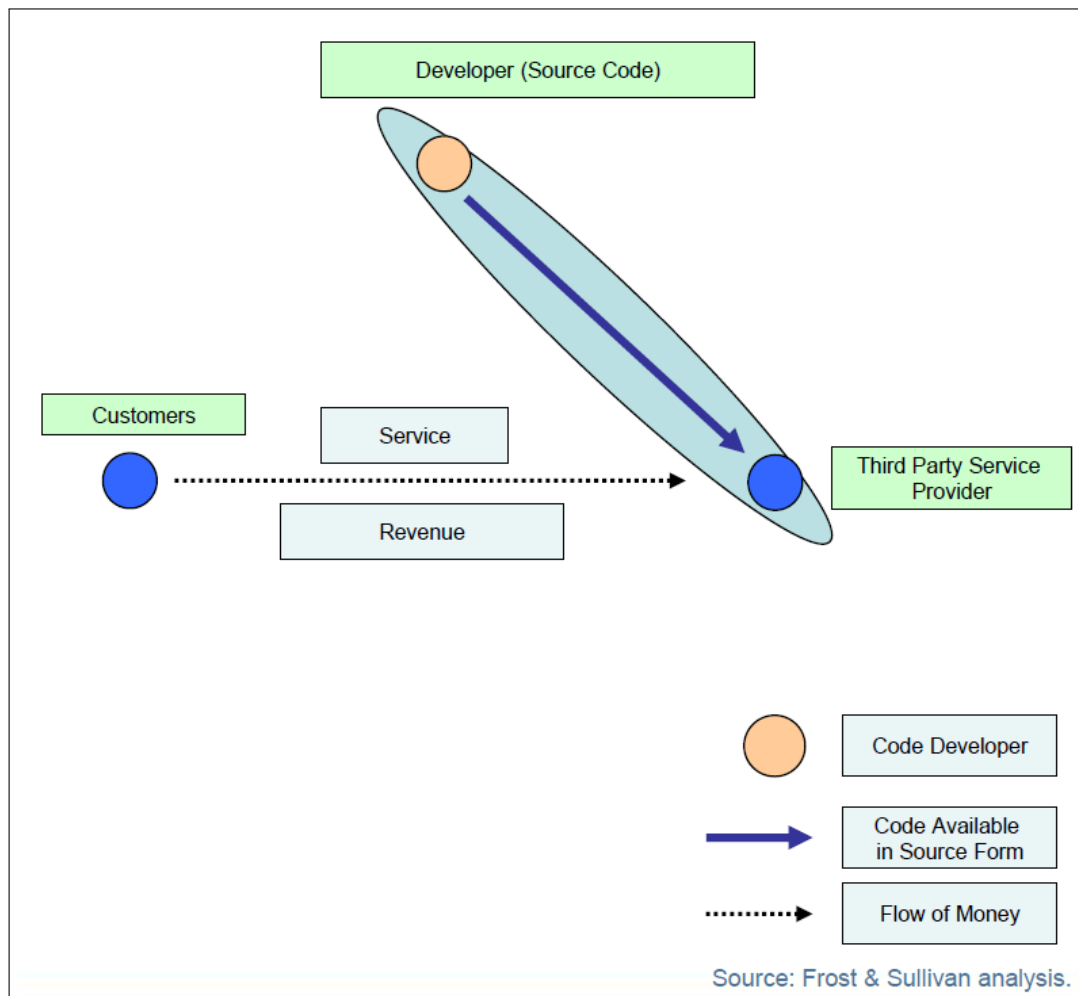 Developer (Source Code)
Customers
Service
Third Party Service
Provider
Revenue
Code Developer
Code Available
in Source Form
Flow of Money
Source: Frost & Sullivan analysis.